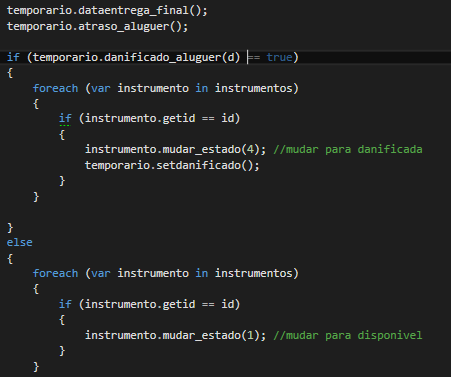 temporario.dataentrega_final();
temporario.atraso_aluguer();
if (temporario.danificado_aluguer(d) == true)
{
foreach (var instrumento in instrumentos)
{
if (instrumento.getid == id)
{
instrumento.mudar_estado(4); //mudar para danificada
temporario.setdanificado();
}
}
}
else
{
foreach (var instrumento in instrumentos)
{
if (instrumento.getid == id)
{
instrumento.mudar_estado(1); //mudar para disponivel
}
}